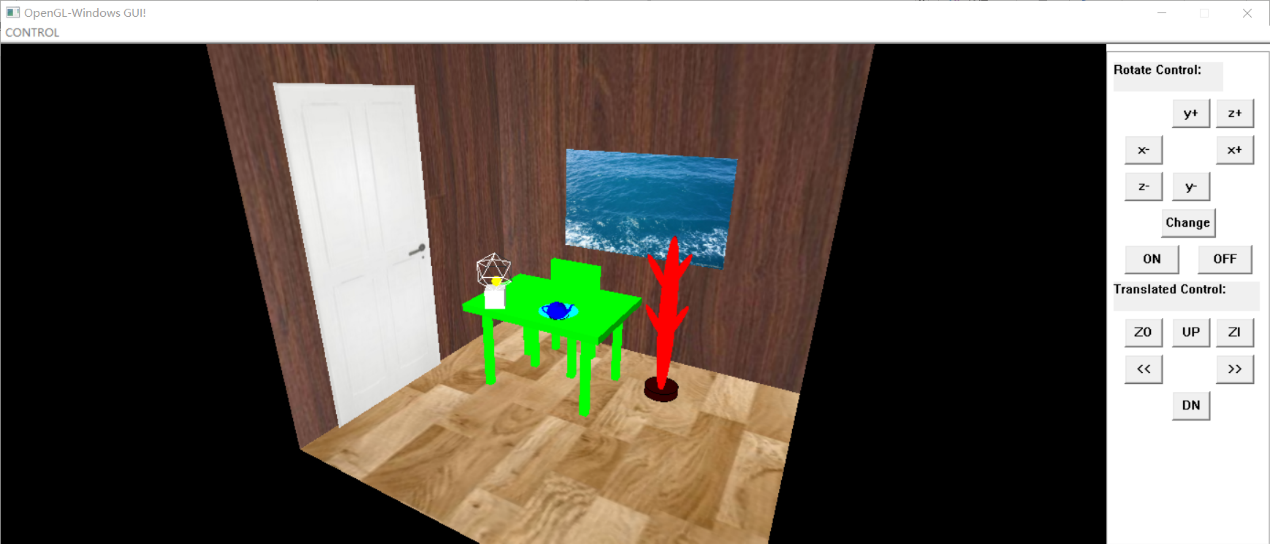 OpenGL-Windows GUI!
CONTROL
Rotate Control:
y+ z+
x- x+
z- y-
Change
ON OFF
Translated Control:
ZO UP ZI
<< >>
DN